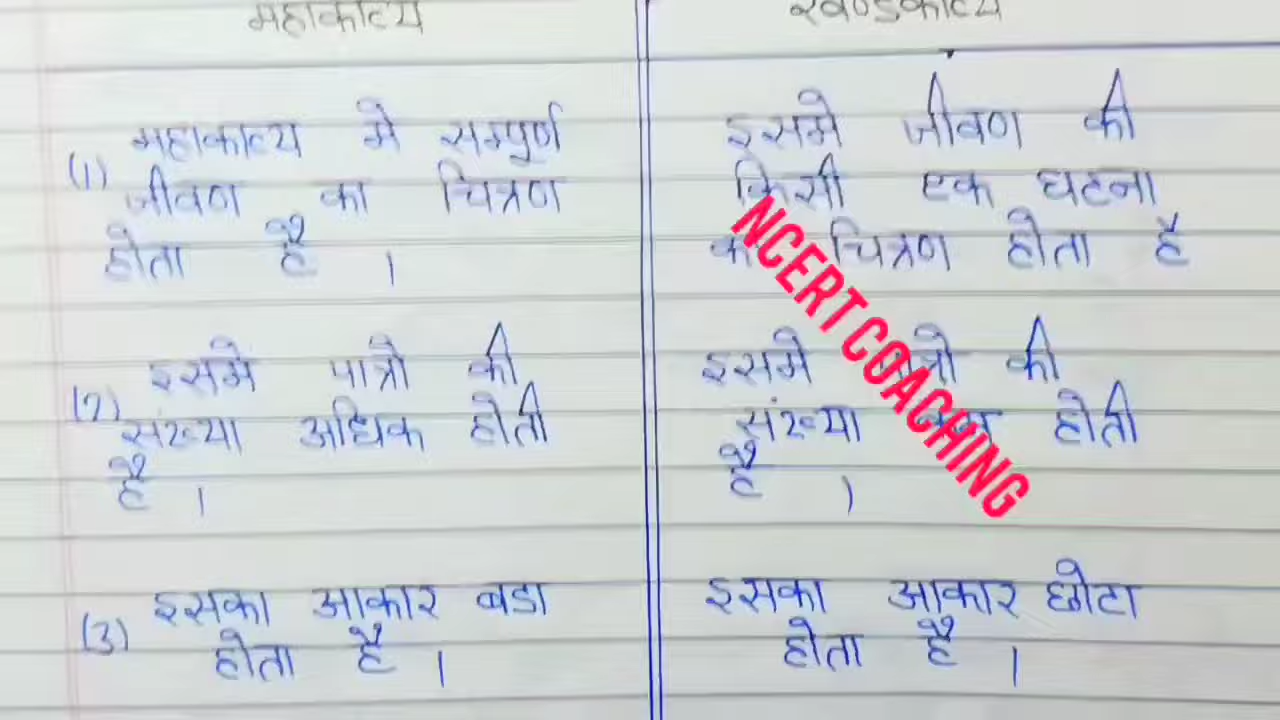 महाकाव्य
खण्डकाव्य
(1) महाकाव्य मे सम्पूर्ण
जीवण का चित्रण
होता है ।
इसमे जीवण की
किसी एक घटना
का चित्रण होता है
(2) इसमे पात्रो की
संख्या अधिक होती
है ।
इसमे पात्रो की
संख्या कम होती
है ।
(3) इसका आकार बडा
होता है ।
इसका आकार छोटा
होता है ।
NCERT COACHING